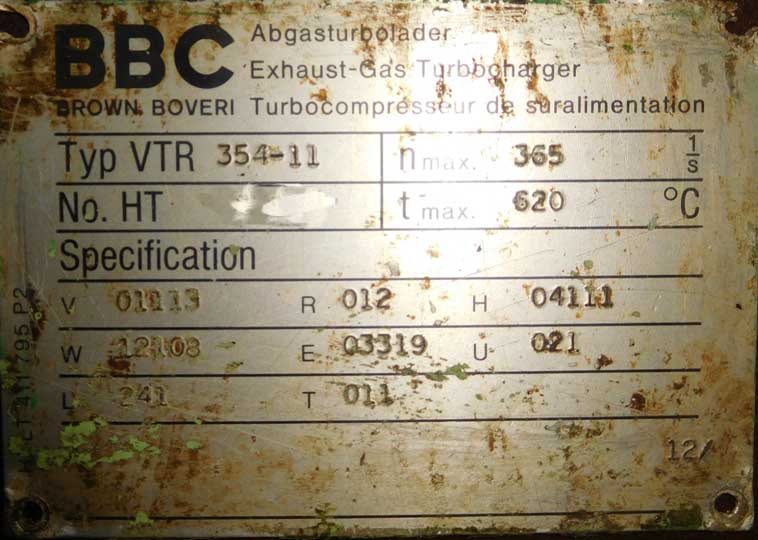 BBC Abgasturbolader
Exhaust-Gas Turbocharger
BROWN BOVERI Turbocompresseur de suralimentation
Typ VTR 354-11 n max. 365 1/s
No. HT t max. 620 °C
Specification
V 01113 R 012 H 04111
W 12108 E 03319 U 021
L 241 T 011
12/